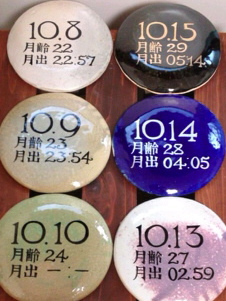 10.8
月齢 22
月出 22:57
10.15
月齢 29
月出 05:14
10.9
月齢 23
月出 23:54
10.14
月齢 28
月出 04:05
10.10
月齢 24
月出 －:－
10.13
月齢 27
月出 02:59